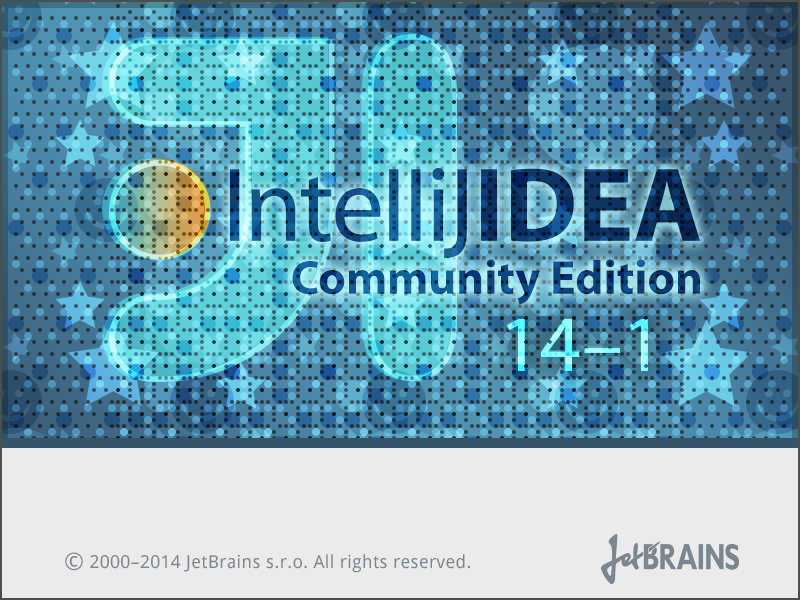 IntelliJIDEA
Community Edition
14–1
© 2000–2014 JetBrains s.r.o. All rights reserved.
JetBRAINS